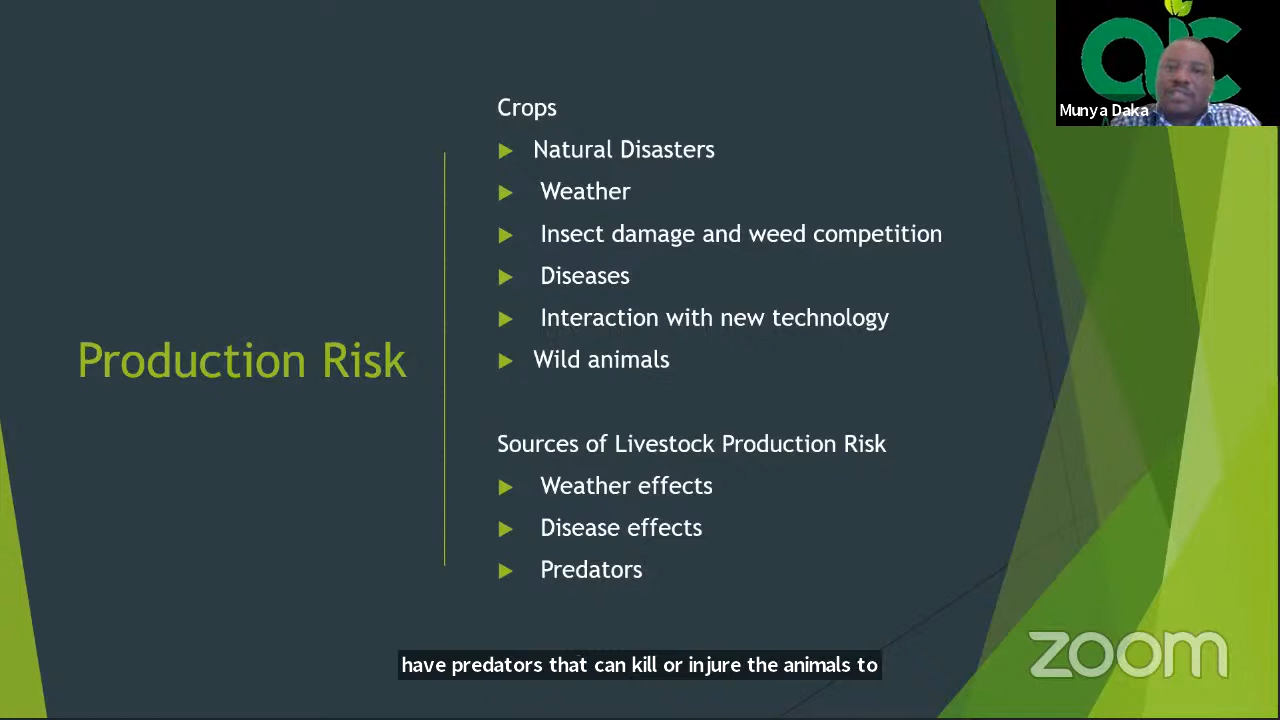 aic
Munya Daka
Crops
Natural Disasters
Weather
Insect damage and weed competition
Diseases
Interaction with new technology
Production Risk
Wild animals
Sources of Livestock Production Risk
Weather effects
Disease effects
Predators
zoom
have predators that can kill or injure the animals to